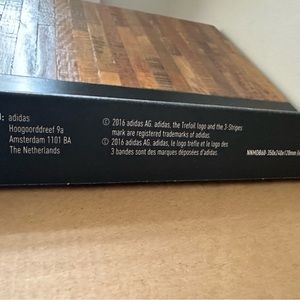 adidas
Hoogoorddreef 9a
Amsterdam 1101 BA
The Netherlands
© 2016 adidas AG. adidas, the Trefoil logo and the 3-Stripes
mark are registered trademarks of adidas.
© 2016 adidas AG. adidas, le logo trefle et le logo des
3 bandes sont des marques déposées d'adidas.